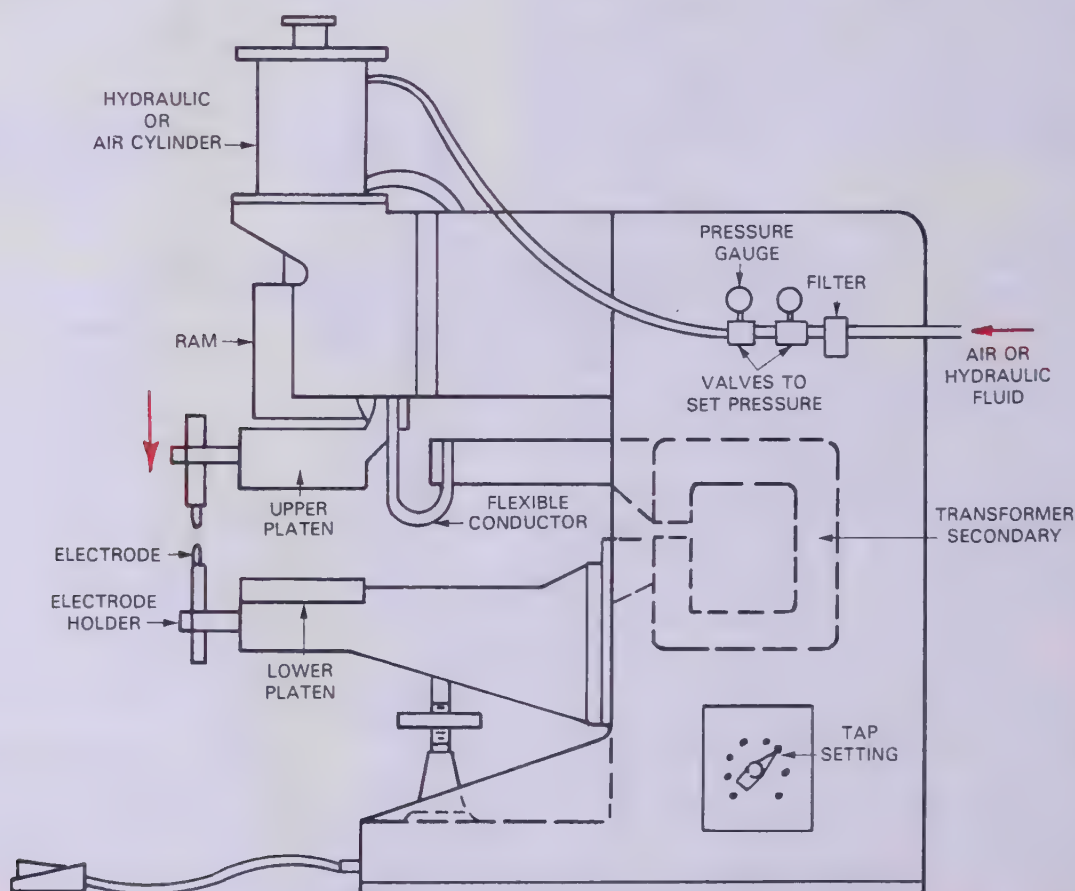 HYDRAULIC
OR
AIR CYLINDER
PRESSURE
GAUGE
FILTER
RAM
VALVES TO
SET PRESSURE
AIR OR
HYDRAULIC
FLUID
UPPER
PLATEN
FLEXIBLE
CONDUCTOR
TRANSFORMER
SECONDARY
ELECTRODE
ELECTRODE
HOLDER
LOWER
PLATEN
TAP
SETTING